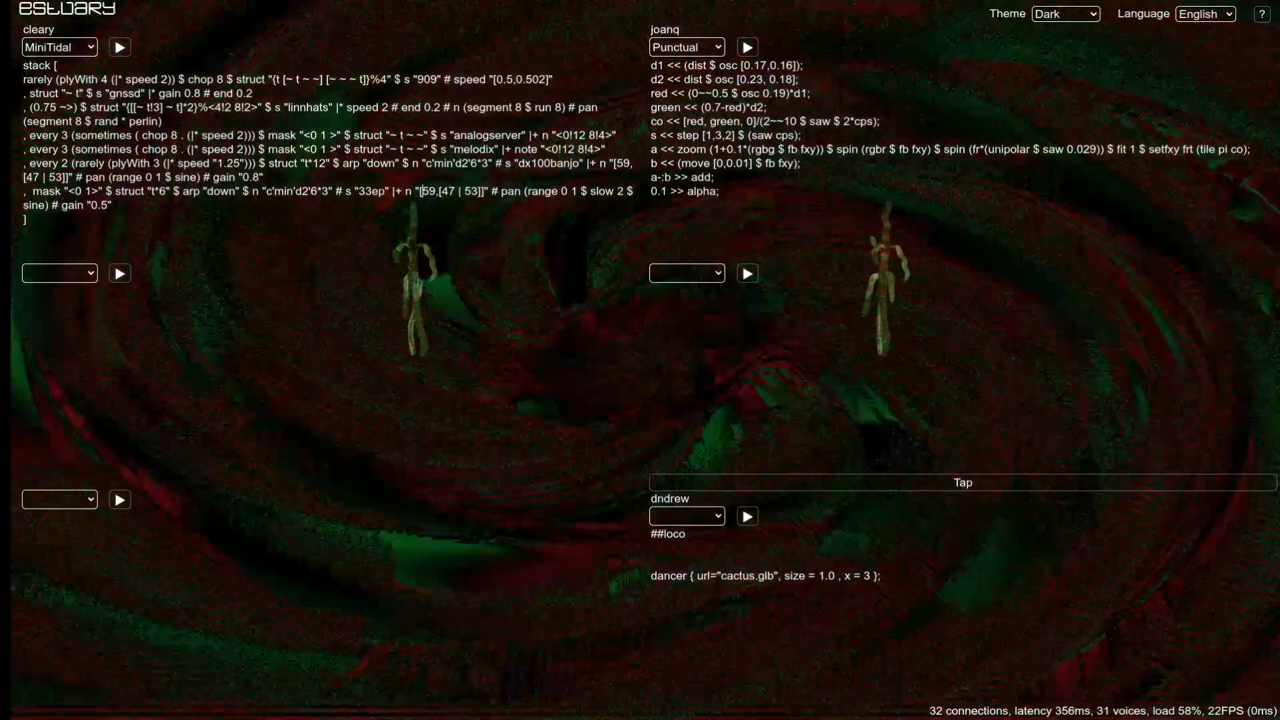 estuary
Theme Dark Language English ?
cleary
MiniTidal
stack [
rarely (plyWith 4 (|* speed 2)) $ chop 8 $ struct "{t [~ t ~ ~] [~ ~ ~ t]}%4" $ s "909" # speed "[0.5,0.502]"
, struct "~ t" $ s "gnssd" |* gain 0.8 # end 0.2
, (0.75 ~>) $ struct "{[[~ t!3] ~ t]*2}%<4!2 8!2>" $ s "linnhats" |* speed 2 # end 0.2 # n (segment 8 $ run 8) # pan
(segment 8 $ rand * perlin)
, every 3 (sometimes ( chop 8 . (|* speed 2))) $ mask "<0 1 >" $ struct "~ t ~ ~" $ s "analogserver" |+ n "<0!12 8!4>"
, every 3 (sometimes ( chop 8 . (|* speed 2))) $ mask "<0 1 >" $ struct "~ t ~ ~" $ s "melodix" |+ note "<0!12 8!2>"
, every 2 (rarely (plyWith 3 (|* speed "1.25"))) $ struct "t*12" $ arp "down" $ n "c'min'd2'6*3" # s "dx100banjo" |+ n "[59,
[47 | 53]]" # pan (range 0 1 $ sine) # gain "0.8"
, mask "<0 1>" $ struct "t*6" $ arp "down" $ n "c'min'd2'6*3" # s "33ep" |+ n "[59,[47 | 53]]" # pan (range 0 1 $ slow 2 $
sine) # gain "0.5"
]
joanq
Punctual
d1 << (dist $ osc [0.17,0.16]);
d2 << dist $ osc [0.23, 0.18];
red << (0~~0.5 $ osc 0.19)*d1;
green << (0.7-red)*d2;
co << [red, green, 0]/(2~~10 $ saw $ 2*cps);
s << step [1,3,2] $ (saw cps);
a << zoom (1+0.1*(rgbg $ fb fxy)) $ spin (rgbr $ fb fxy) $ spin (fr*(unipolar $ saw 0.029)) $ fit 1 $ setfxy frt (tile pi co);
b << (move [0,0.01] $ fb fxy);
a-:b >> add;
0.1 >> alpha;
Tap
dndrew
##loco
dancer { url="cactus.glb", size = 1.0 , x = 3 };
32 connections, latency 356ms, 31 voices, load 58%, 22FPS (0ms)